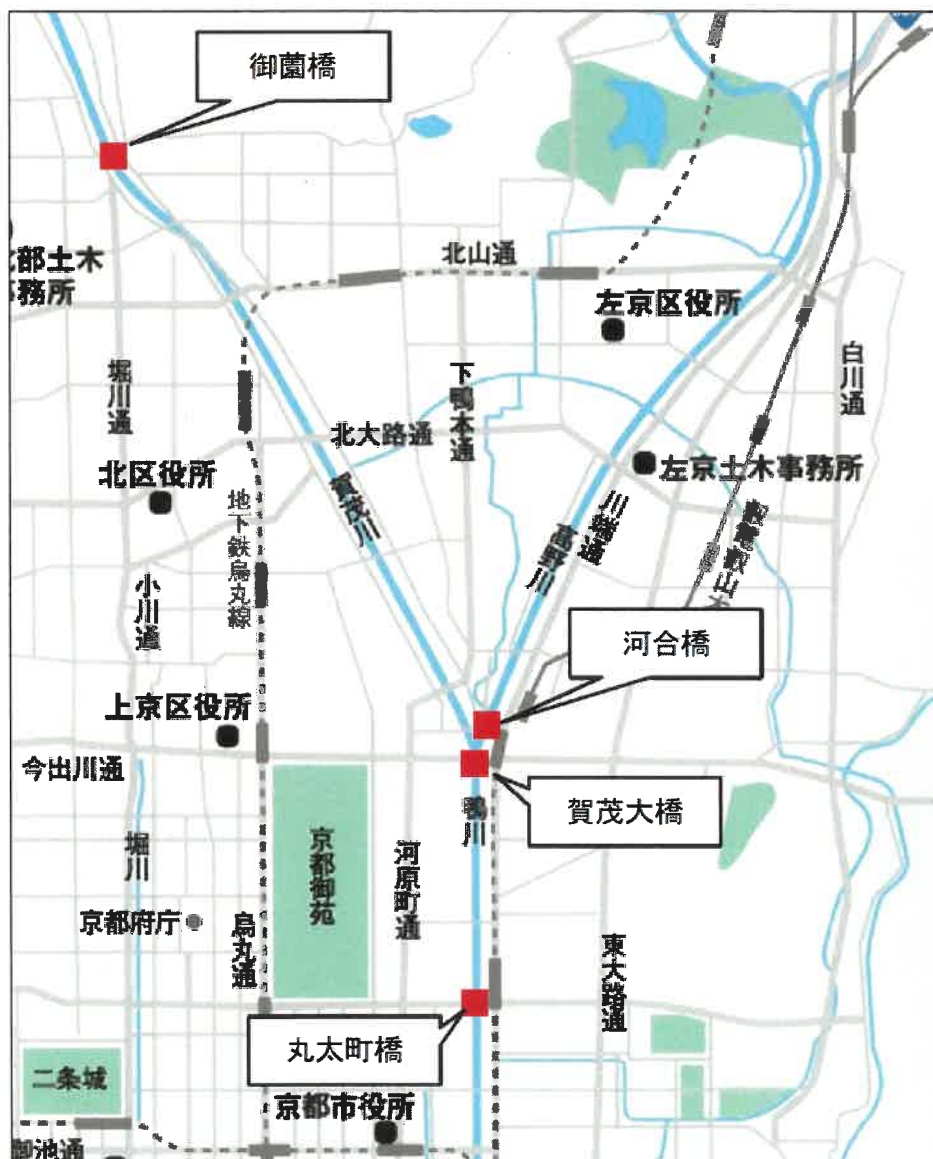 御薗橋
北部土木
事務所
北山通
左京区役所
堀川通
下鴨本通
白川通
北大路通
北区役所
賀茂川
左京土木事務所
地下鉄烏丸線
高野川
川端通
小川通
河合橋
上京区役所
今出川通
賀茂大橋
鴨川
堀川
京都御苑
河原町通
京都府庁
烏丸通
東大路通
丸太町橋
二条城
京都市役所
御池通